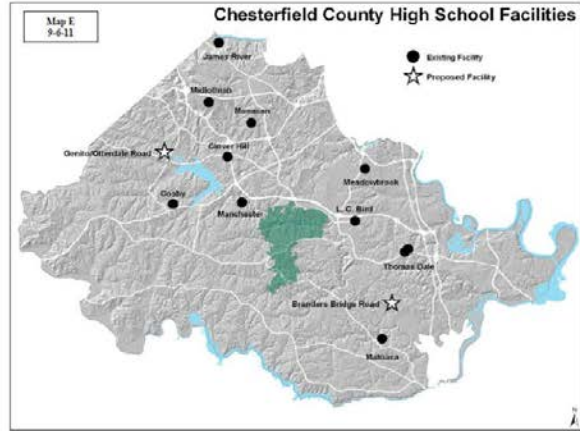 Chesterfield County High School Facilities
Map E
9-6-11
Existing Facility
Proposed Facility
James River
Midlothian
Monacan
Genito/Otterdale Road
Clover Hill
Meadowbrook
Cosby
Manchester
L. C. Bird
Thomas Dale
Branders Bridge Road
Matoaca
N